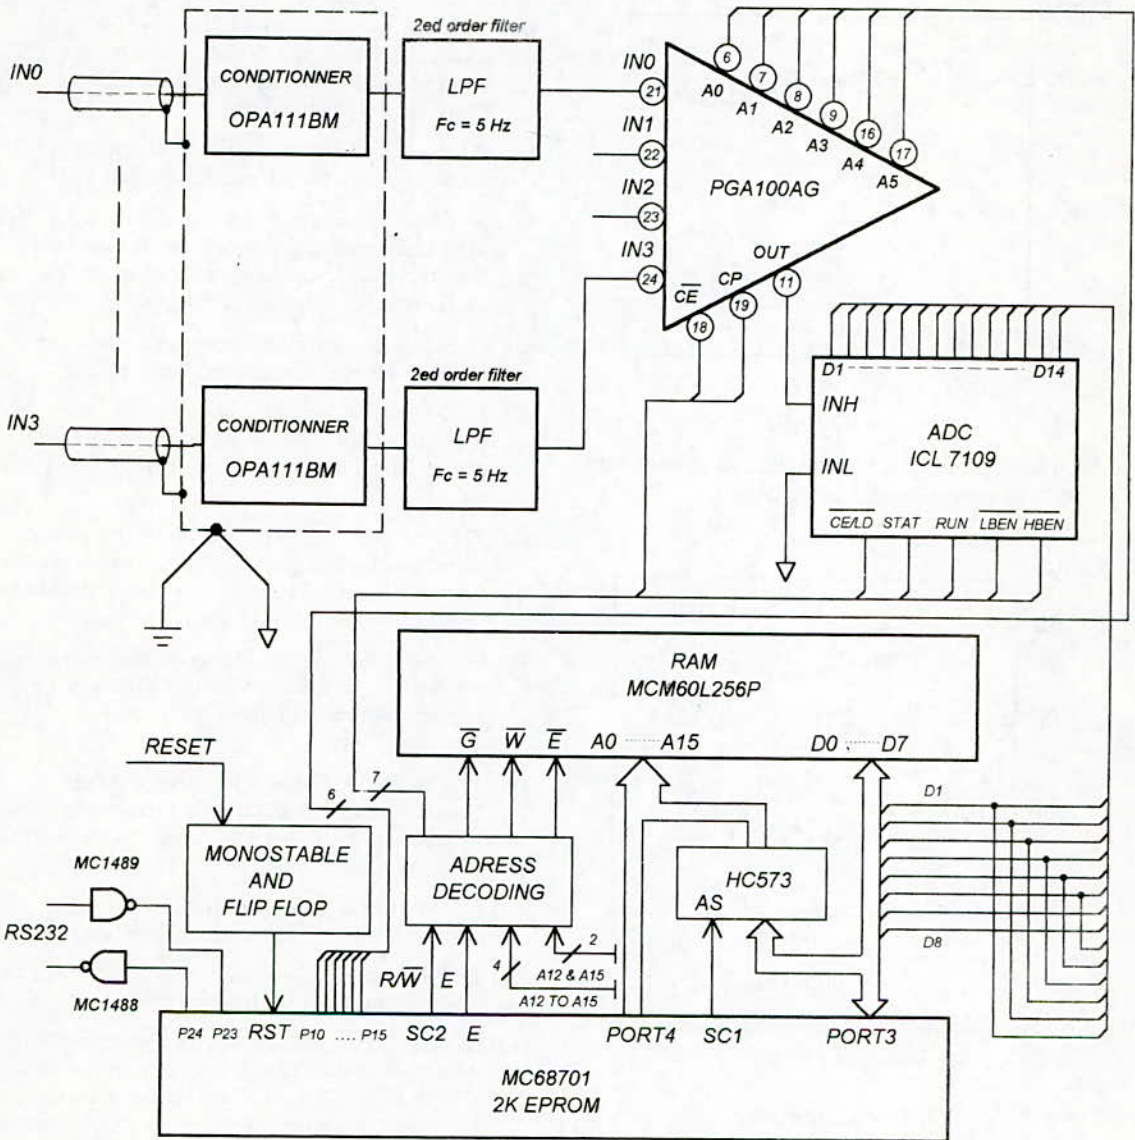 2ed order filter
IN0
CONDITIONNER
OPA111BM
LPF
Fc = 5 Hz
IN0
21
IN1
22
IN2
23
IN3
24
6
7
8
9
16
17
A0
A1
A2
A3
A4
A5
PGA100AG
OUT
11
CP
19
CE
18
2ed order filter
IN3
CONDITIONNER
OPA111BM
LPF
Fc = 5 Hz
D1
D14
INH
ADC
ICL 7109
INL
CE/LD
STAT
RUN
LBEN
HBEN
RAM
MCM60L256P
G
W
E
A0
A15
D0
D7
RESET
6
7
MONOSTABLE
AND
FLIP FLOP
ADRESS
DECODING
HC573
AS
D1
D8
MC1489
RS232
MC1488
R/W
E
4
2
A12 & A15
A12 TO A15
P24
P23
RST
P10 .... P15
SC2
E
PORT4
SC1
PORT3
MC68701
2K EPROM